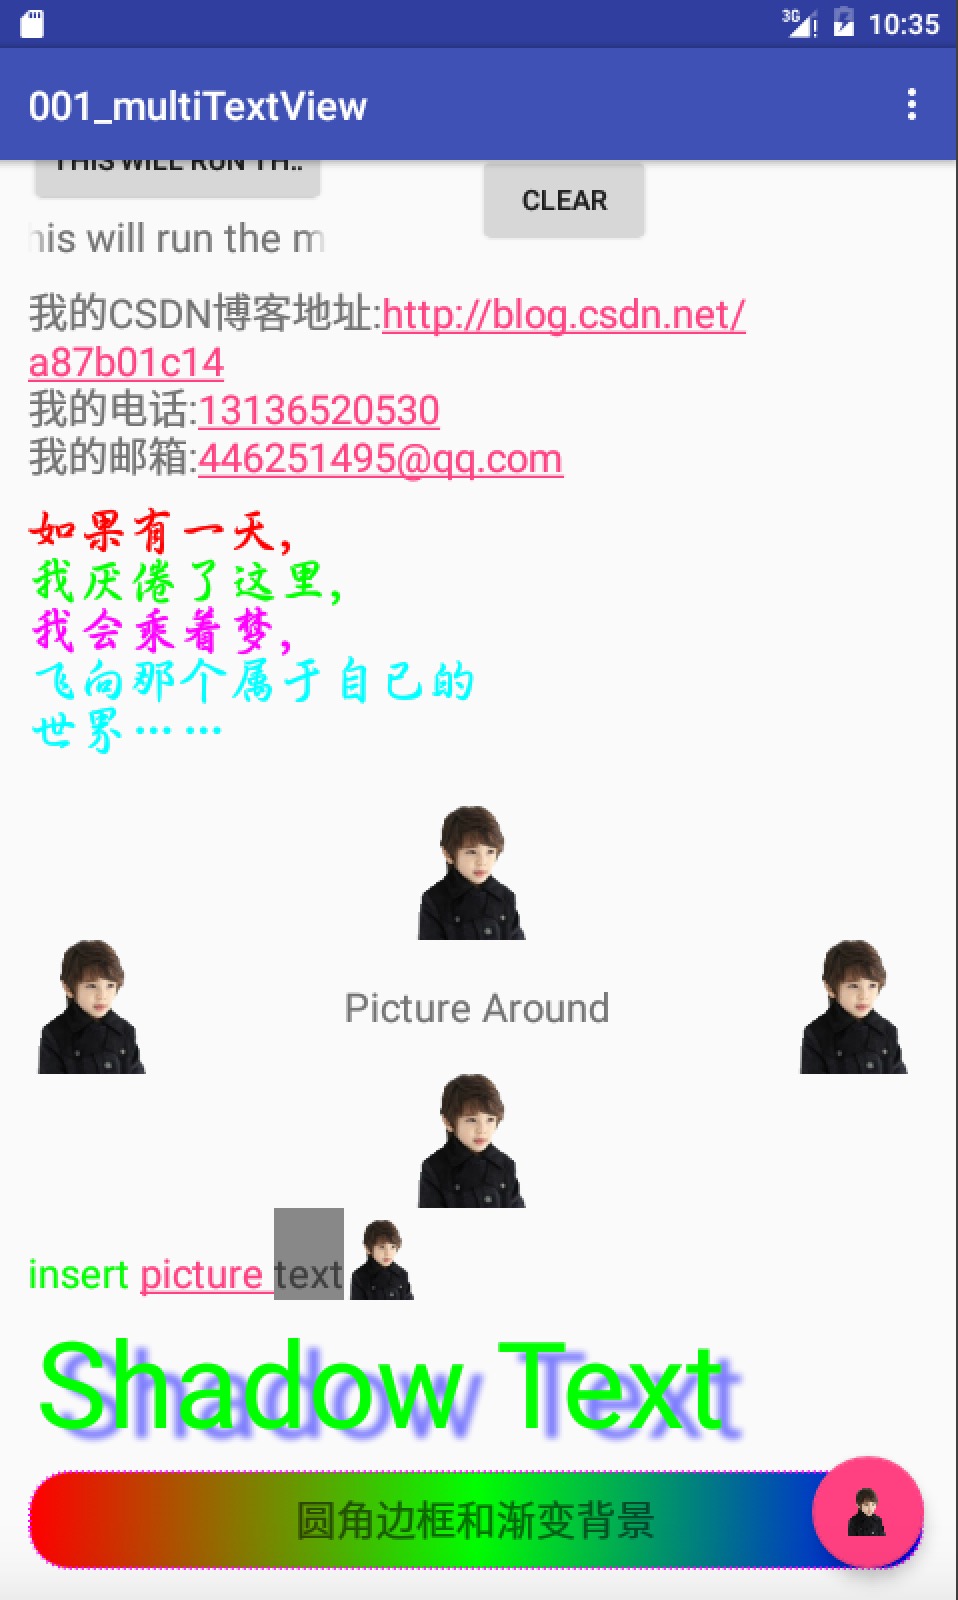 3G 10:35
001_multiTextView
THIS WILL RUN TH..
CLEAR
his will run the m
我的CSDN博客地址:http://blog.csdn.net/
a87b01c14
我的电话:13136520530
我的邮箱:446251495@qq.com
如果有一天,
我厌倦了这里,
我会乘着梦,
飞向那个属于自己的
世界……
Picture Around
insert picture text
Shadow Text
圆角边框和渐变背景